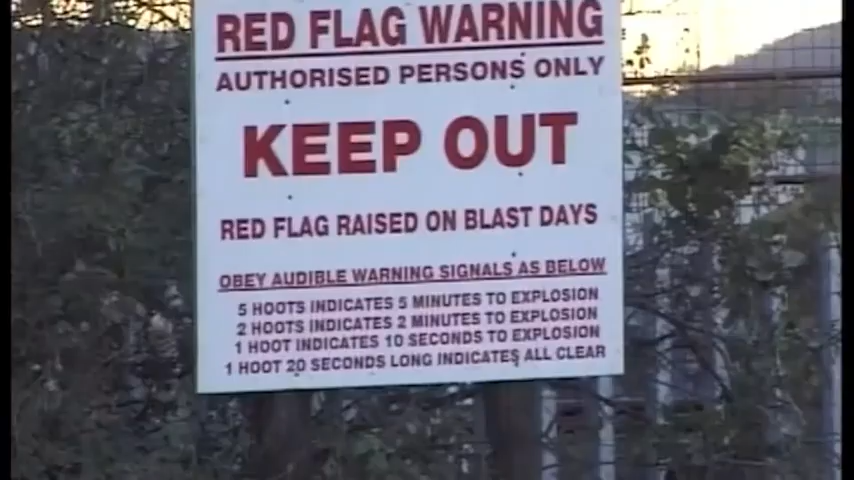 RED FLAG WARNING
AUTHORISED PERSONS ONLY
KEEP OUT
RED FLAG RAISED ON BLAST DAYS
OBEY AUDIBLE WARNING SIGNALS AS BELOW
5 HOOTS INDICATES 5 MINUTES TO EXPLOSION
2 HOOTS INDICATES 2 MINUTES TO EXPLOSION
1 HOOT INDICATES 10 SECONDS TO EXPLOSION
1 HOOT 20 SECONDS LONG INDICATES ALL CLEAR